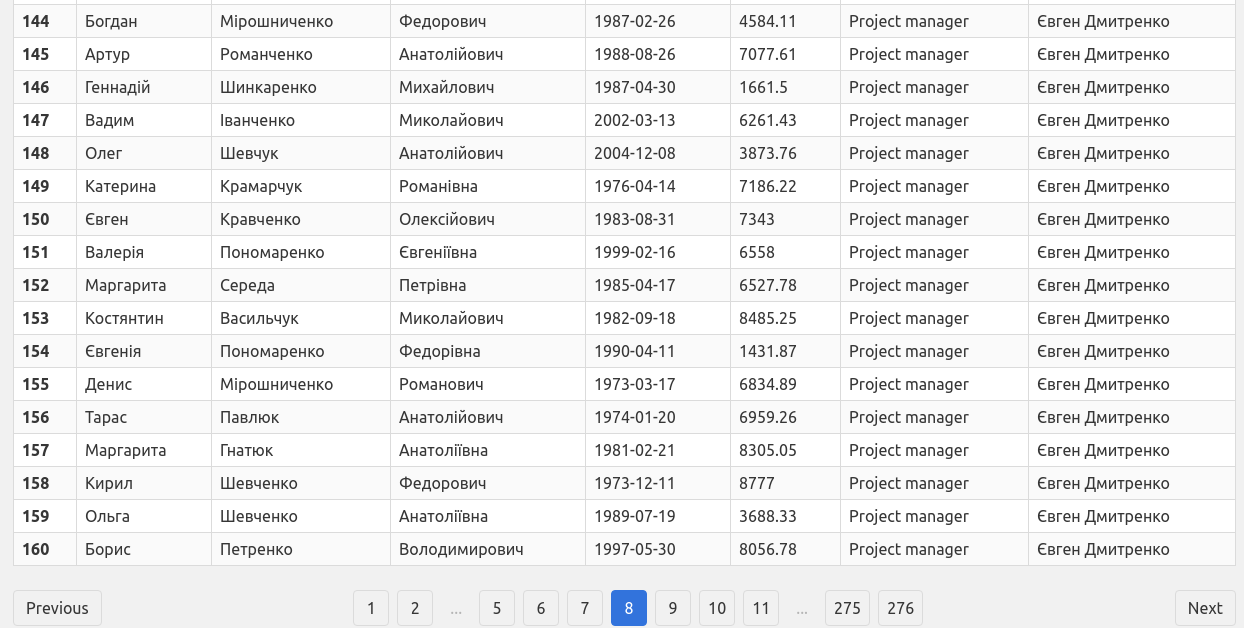 144 Богдан Мірошниченко Федорович 1987-02-26 4584.11 Project manager Євген Дмитренко
145 Артур Романченко Анатолійович 1988-08-26 7077.61 Project manager Євген Дмитренко
146 Геннадій Шинкаренко Михайлович 1987-04-30 1661.5 Project manager Євген Дмитренко
147 Вадим Іванченко Миколайович 2002-03-13 6261.43 Project manager Євген Дмитренко
148 Олег Шевчук Анатолійович 2004-12-08 3873.76 Project manager Євген Дмитренко
149 Катерина Крамарчук Романівна 1976-04-14 7186.22 Project manager Євген Дмитренко
150 Євген Кравченко Олексійович 1983-08-31 7343 Project manager Євген Дмитренко
151 Валерія Пономаренко Євгеніївна 1999-02-16 6558 Project manager Євген Дмитренко
152 Маргарита Середа Петрівна 1985-04-17 6527.78 Project manager Євген Дмитренко
153 Костянтин Васильчук Миколайович 1982-09-18 8485.25 Project manager Євген Дмитренко
154 Євгенія Пономаренко Федорівна 1990-04-11 1431.87 Project manager Євген Дмитренко
155 Денис Мірошниченко Романович 1973-03-17 6834.89 Project manager Євген Дмитренко
156 Тарас Павлюк Анатолійович 1974-01-20 6959.26 Project manager Євген Дмитренко
157 Маргарита Гнатюк Анатоліївна 1981-02-21 8305.05 Project manager Євген Дмитренко
158 Кирил Шевченко Федорович 1973-12-11 8777 Project manager Євген Дмитренко
159 Ольга Шевченко Анатоліївна 1989-07-19 3688.33 Project manager Євген Дмитренко
160 Борис Петренко Володимирович 1997-05-30 8056.78 Project manager Євген Дмитренко
Previous 1 2 … 5 6 7 8 9 10 11 … 275 276 Next